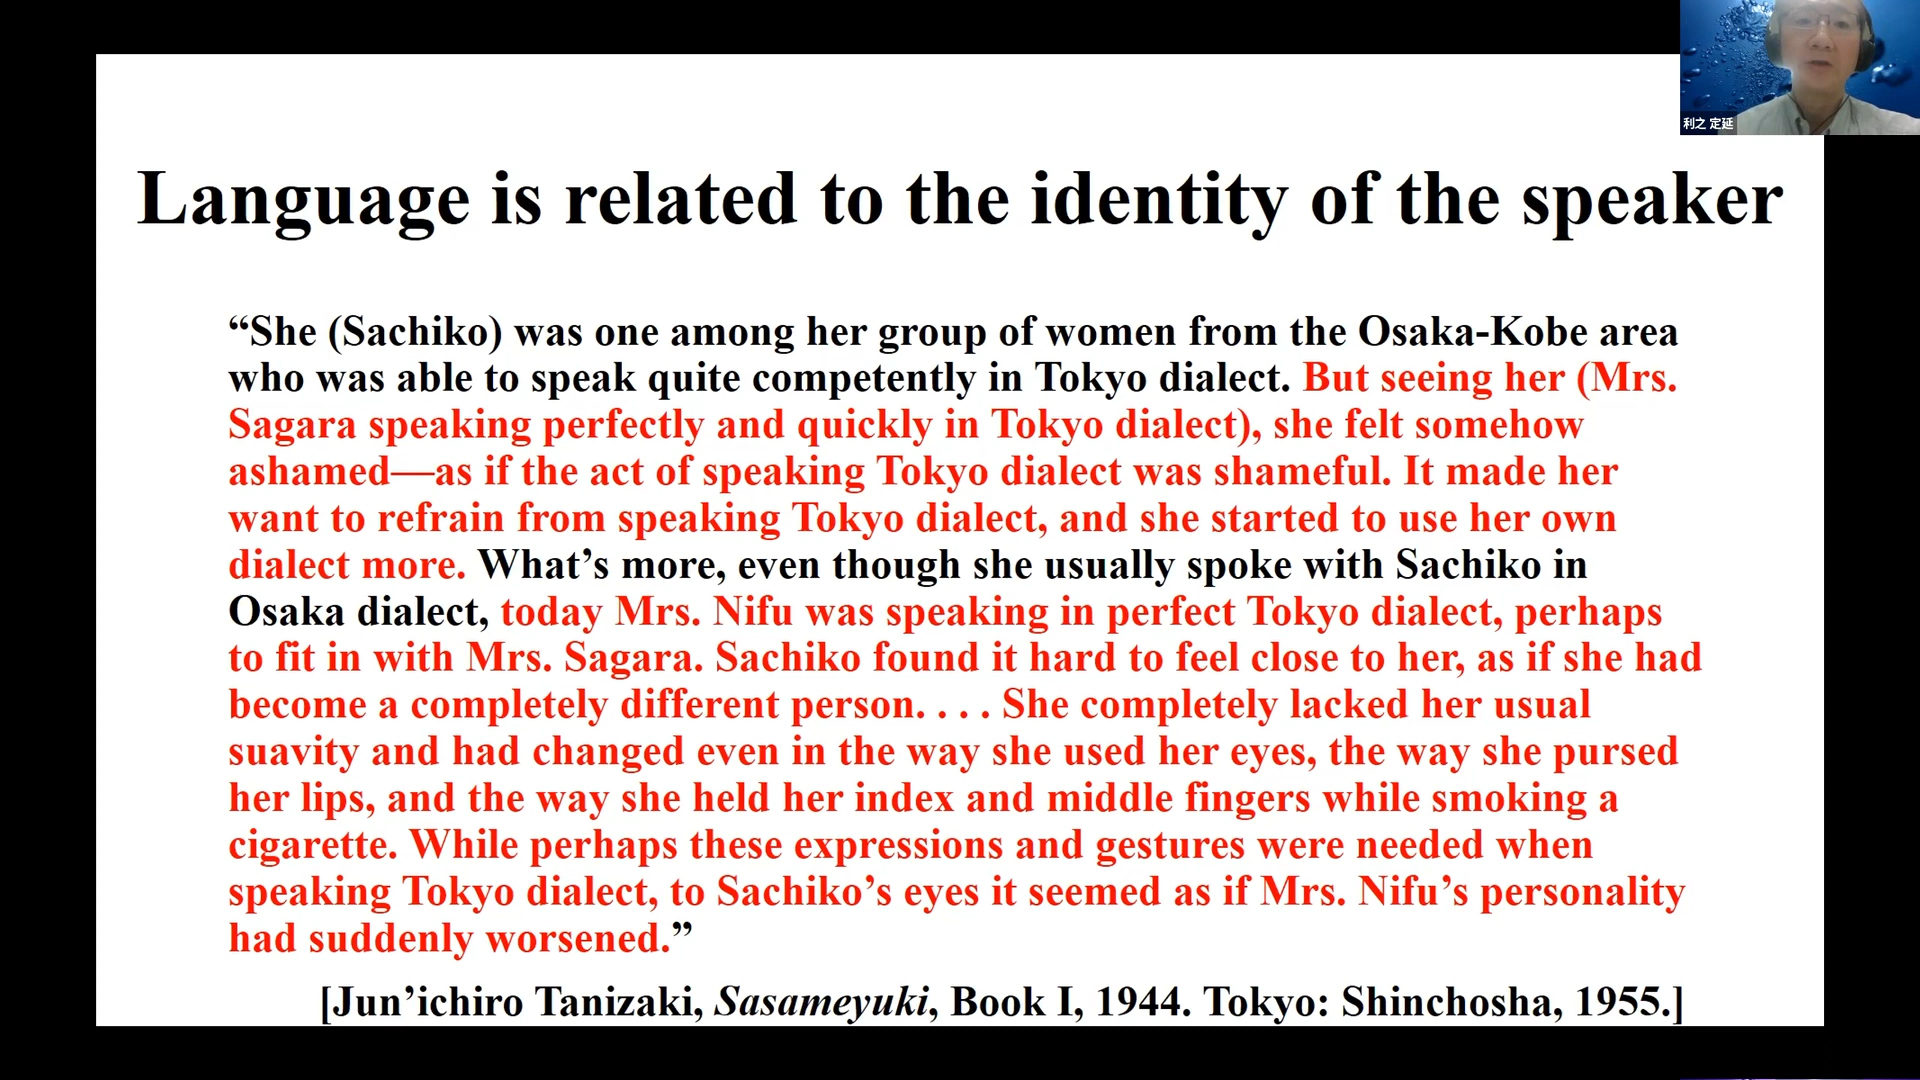 利之 定延
Language is related to the identity of the speaker
“She (Sachiko) was one among her group of women from the Osaka-Kobe area
who was able to speak quite competently in Tokyo dialect. But seeing her (Mrs.
Sagara speaking perfectly and quickly in Tokyo dialect), she felt somehow
ashamed—as if the act of speaking Tokyo dialect was shameful. It made her
want to refrain from speaking Tokyo dialect, and she started to use her own
dialect more. What’s more, even though she usually spoke with Sachiko in
Osaka dialect, today Mrs. Nifu was speaking in perfect Tokyo dialect, perhaps
to fit in with Mrs. Sagara. Sachiko found it hard to feel close to her, as if she had
become a completely different person. . . . She completely lacked her usual
suavity and had changed even in the way she used her eyes, the way she pursed
her lips, and the way she held her index and middle fingers while smoking a
cigarette. While perhaps these expressions and gestures were needed when
speaking Tokyo dialect, to Sachiko’s eyes it seemed as if Mrs. Nifu’s personality
had suddenly worsened.”
[Jun’ichiro Tanizaki, Sasameyuki, Book I, 1944. Tokyo: Shinchosha, 1955.]